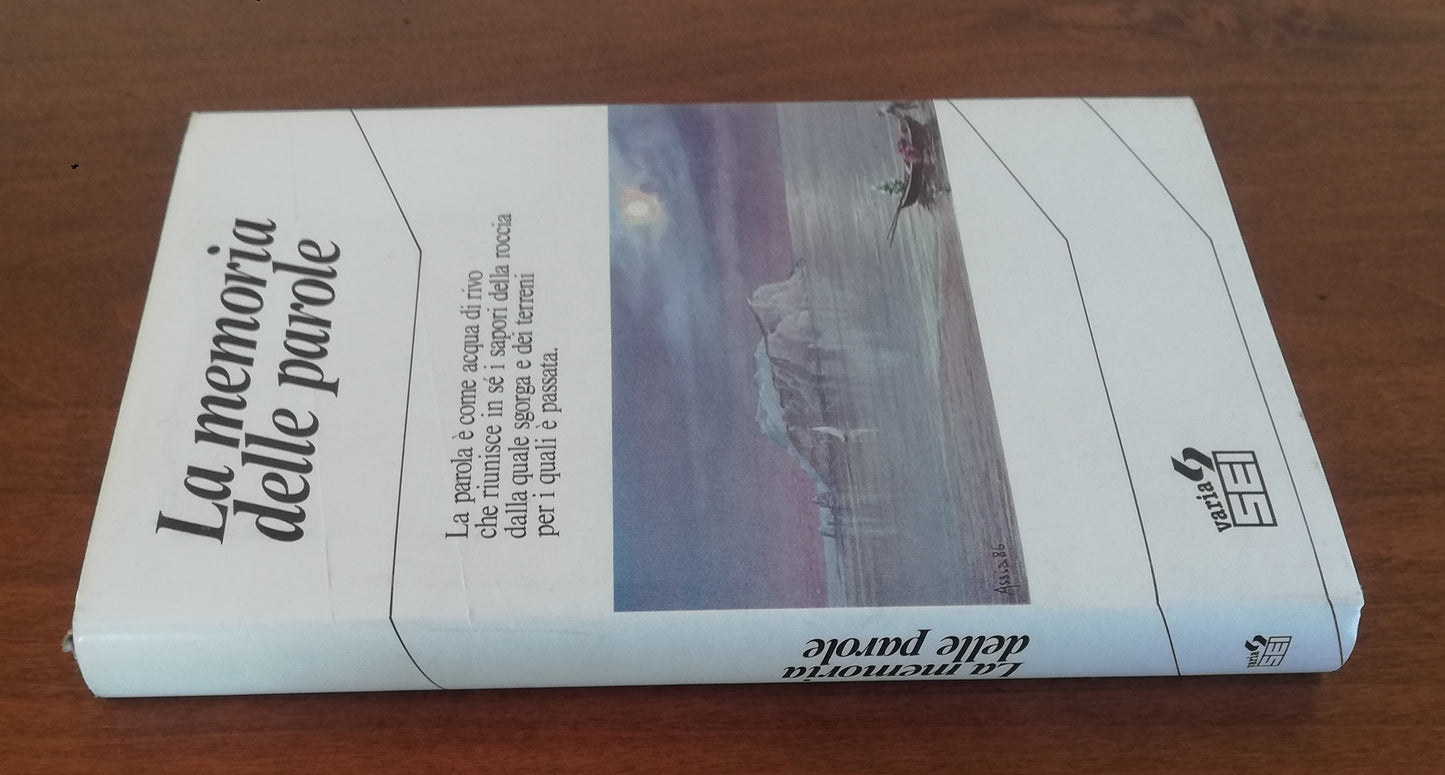 La memoria
delle parole
La parola è come acqua di rivo
che riunisce in sé i sapori della roccia
dalla quale sgorga e dei terreni
per i quali è passata.
Assia 86
varia
SEI
La memoria
delle parole
varia
SEI